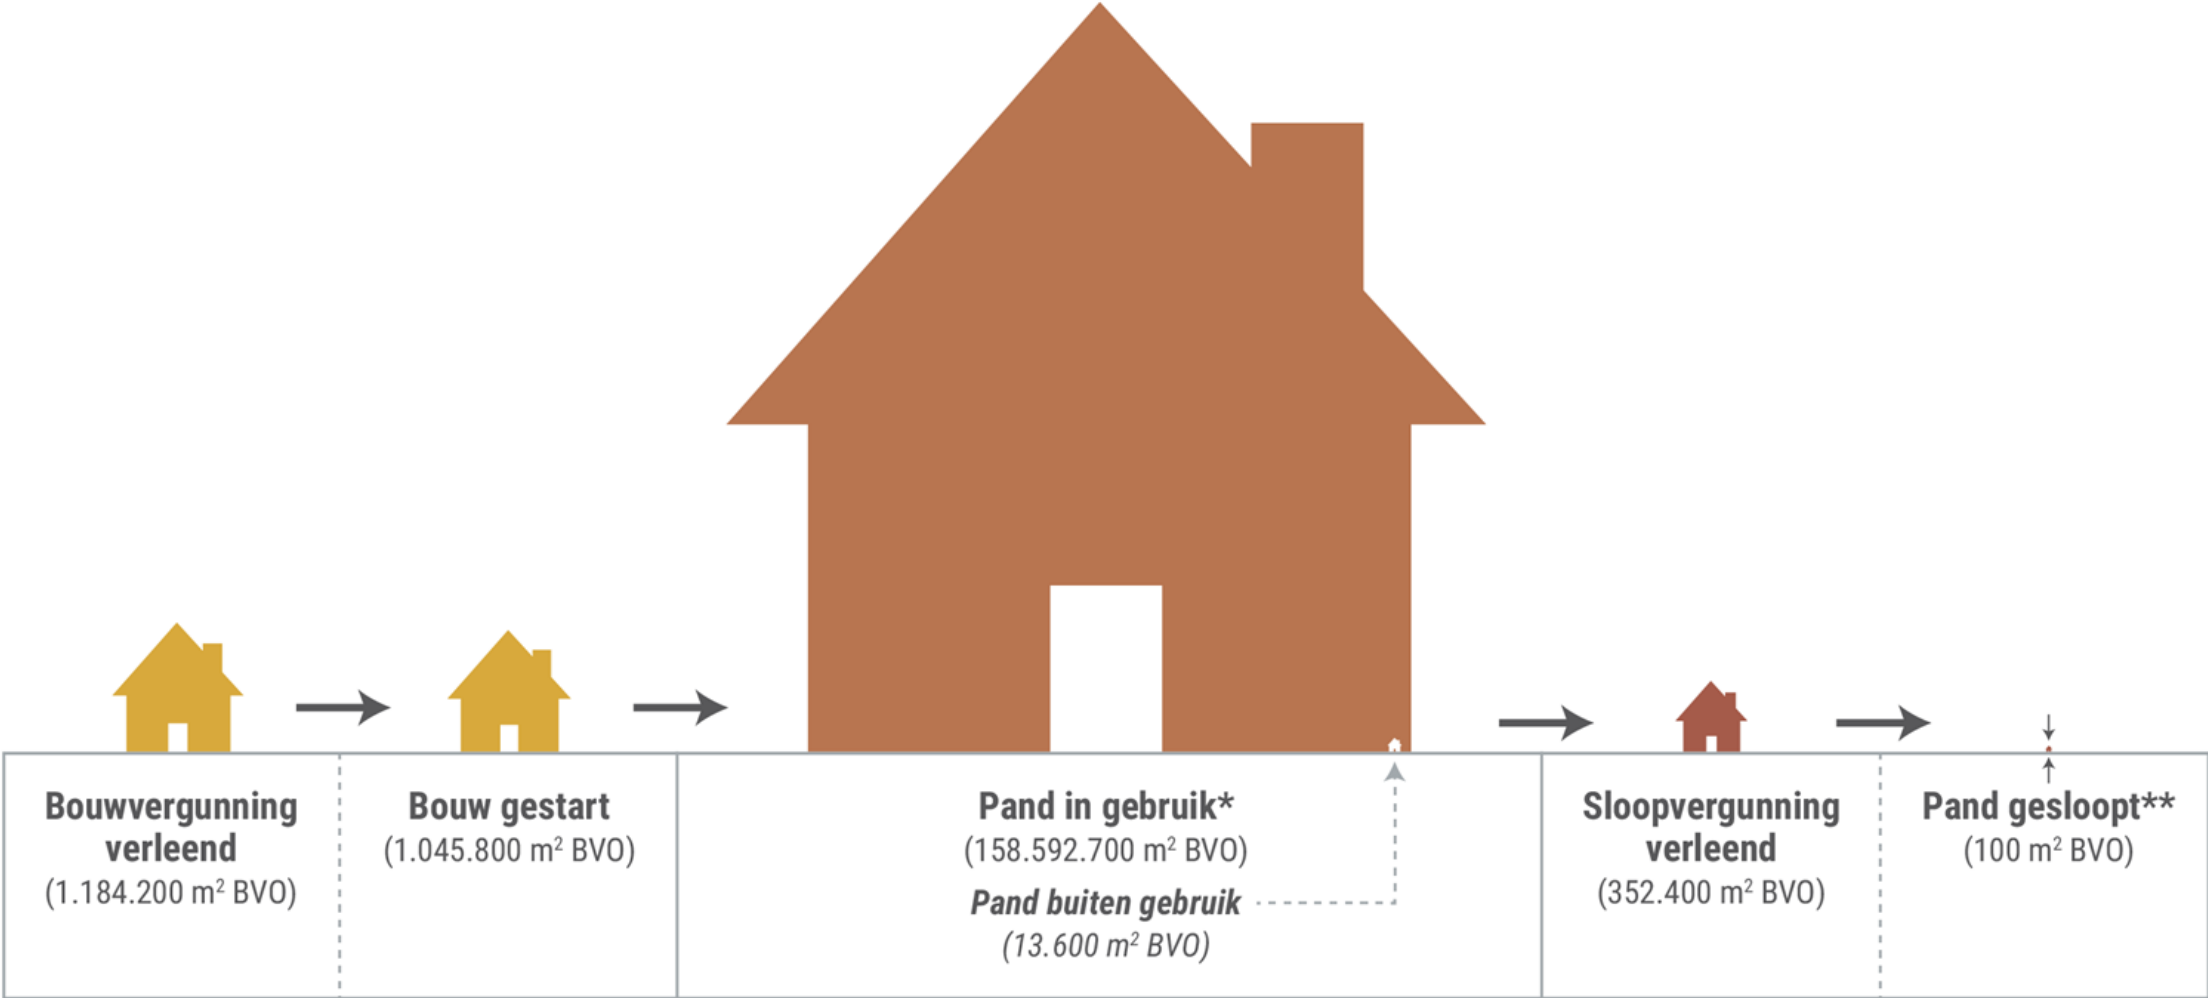 Bouwvergunning
verleend
(1.184.200 m² BVO)
Bouw gestart
(1.045.800 m² BVO)
Pand in gebruik*
(158.592.700 m² BVO)
Pand buiten gebruik
(13.600 m² BVO)
Sloopvergunning
verleend
(352.400 m² BVO)
Pand gesloopt**
(100 m² BVO)